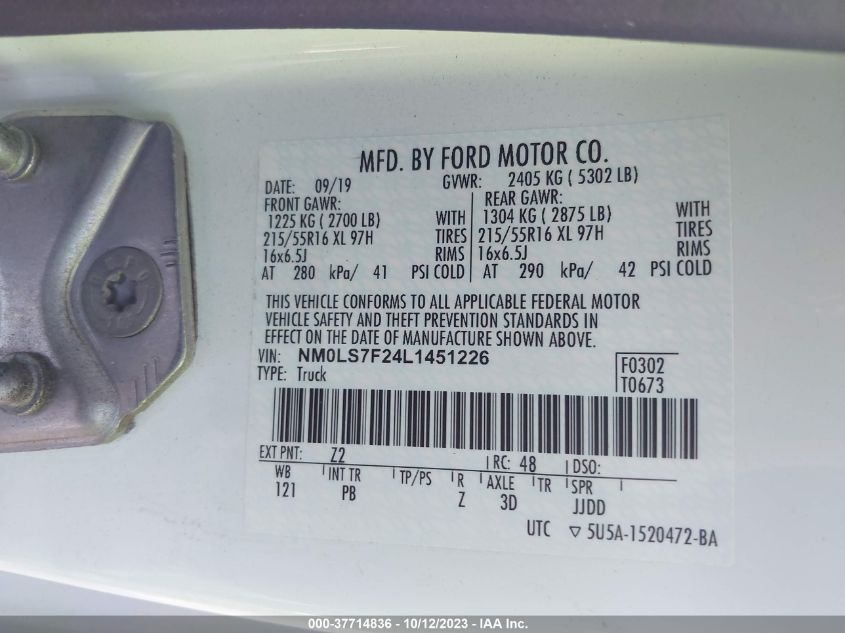 MFD. BY FORD MOTOR CO.
DATE: 09/19 GVWR: 2405 KG ( 5302 LB)
FRONT GAWR: REAR GAWR:
1225 KG ( 2700 LB) WITH 1304 KG ( 2875 LB) WITH
215/55R16 XL 97H TIRES 215/55R16 XL 97H TIRES
16x6.5J RIMS 16x6.5J RIMS
AT 280 kPa/ 41 PSI COLD AT 290 kPa/ 42 PSI COLD
THIS VEHICLE CONFORMS TO ALL APPLICABLE FEDERAL MOTOR
VEHICLE SAFETY AND THEFT PREVENTION STANDARDS IN
EFFECT ON THE DATE OF MANUFACTURE SHOWN ABOVE.
VIN: NM0LS7F24L1451226 F0302
TYPE: Truck T0673
EXT PNT: Z2 RC: 48 DSO:
WB INT TR TP/PS R AXLE TR SPR
121 PB Z 3D JJDD
UTC ▽ 5U5A-1520472-BA
000-37714836 - 10/12/2023 - IAA Inc.